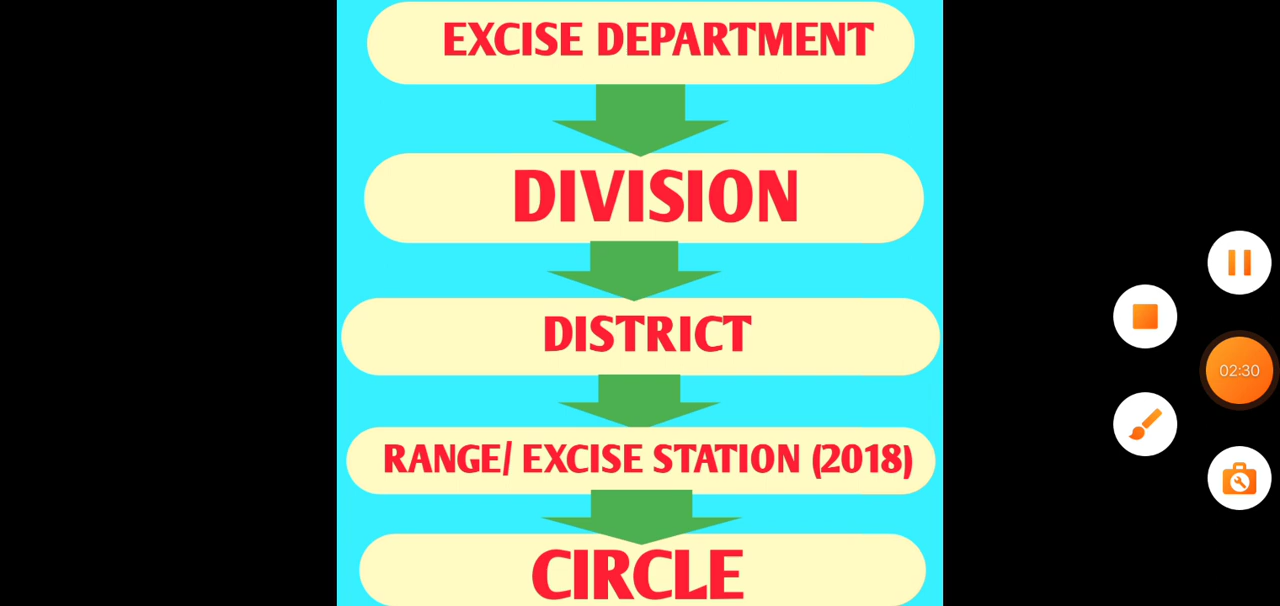 EXCISE DEPARTMENT
DIVISION
DISTRICT
RANGE/ EXCISE STATION (2018)
CIRCLE
02:30